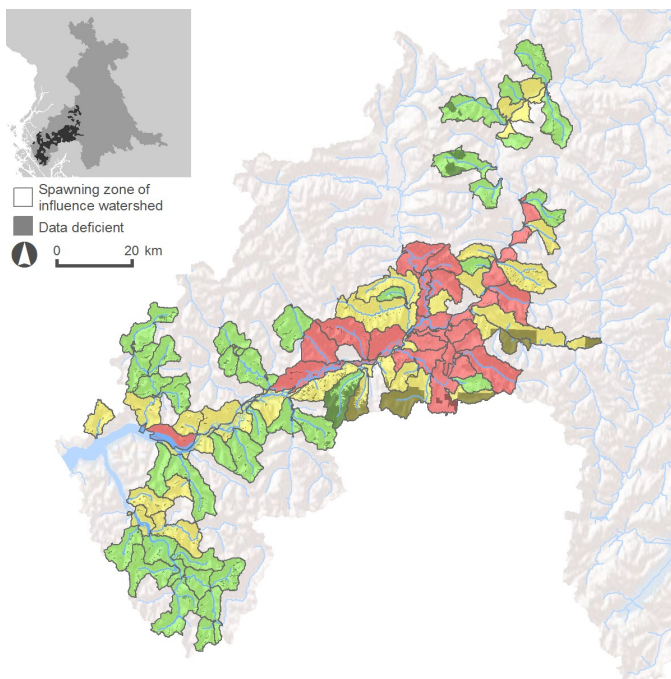 Spawning zone of
influence watershed
Data deficient
0 20 km